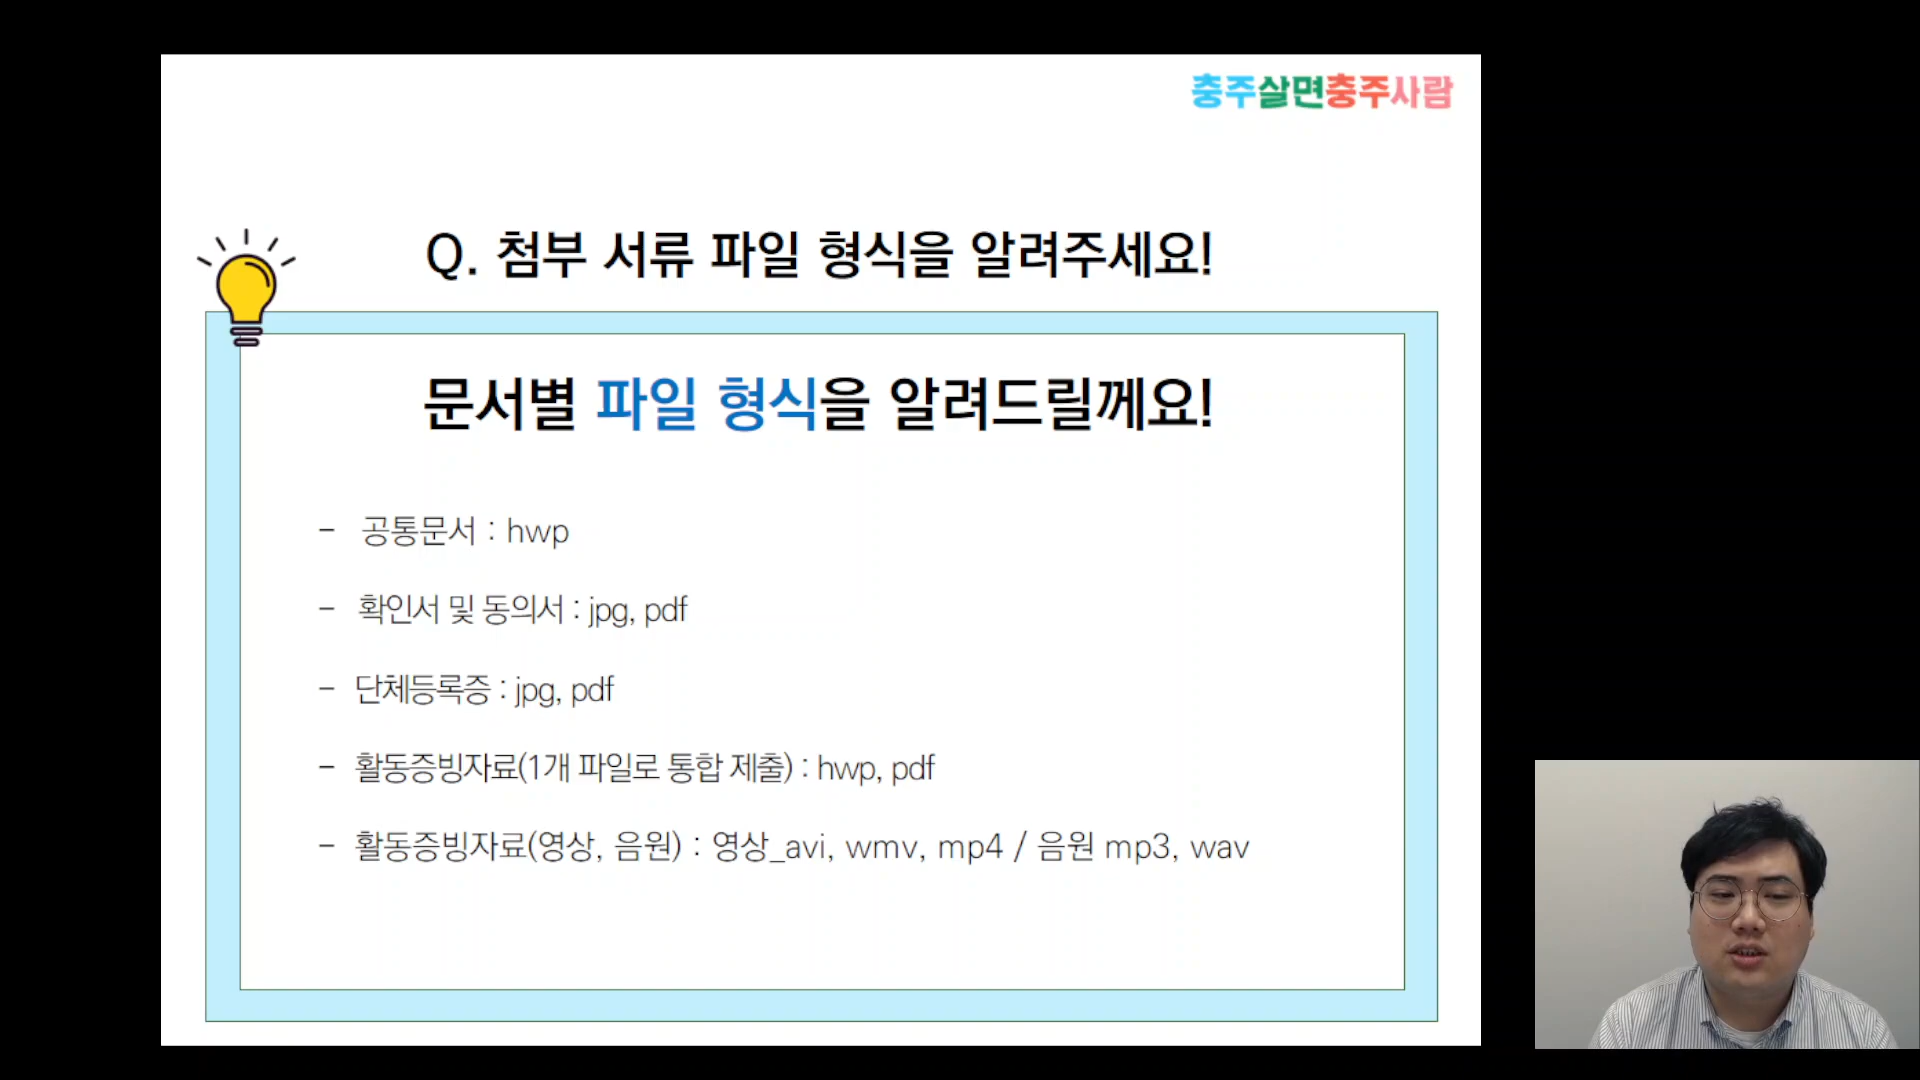 충주살면충주사람
Q. 첨부 서류 파일 형식을 알려주세요!
문서별 파일 형식을 알려드릴께요!
- 공통문서 : hwp
- 확인서 및 동의서 : jpg, pdf
- 단체등록증 : jpg, pdf
- 활동증빙자료(1개 파일로 통합 제출) : hwp, pdf
- 활동증빙자료(영상, 음원) : 영상_avi, wmv, mp4 / 음원 mp3, wav